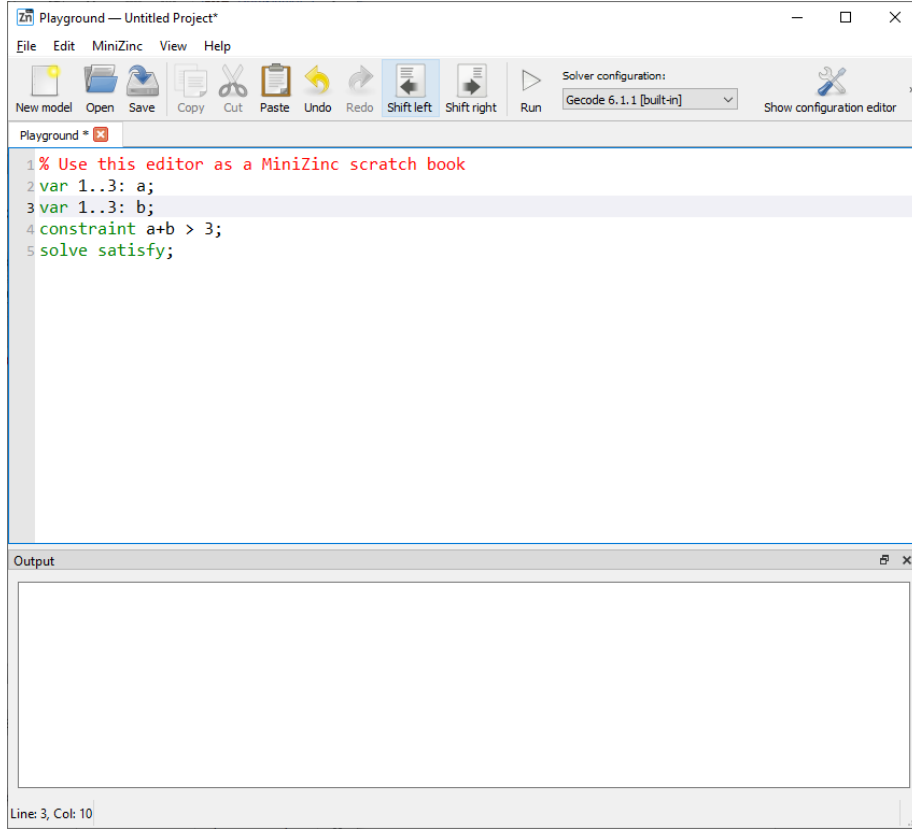 Zn Playground — Untitled Project*
File Edit MiniZinc View Help
New model Open Save Copy Cut Paste Undo Redo Shift left Shift right Run Solver configuration: Gecode 6.1.1 [built-in] Show configuration editor
Playground *
1 % Use this editor as a MiniZinc scratch book
2 var 1..3: a;
3 var 1..3: b;
4 constraint a+b > 3;
5 solve satisfy;
Output
Line: 3, Col: 10